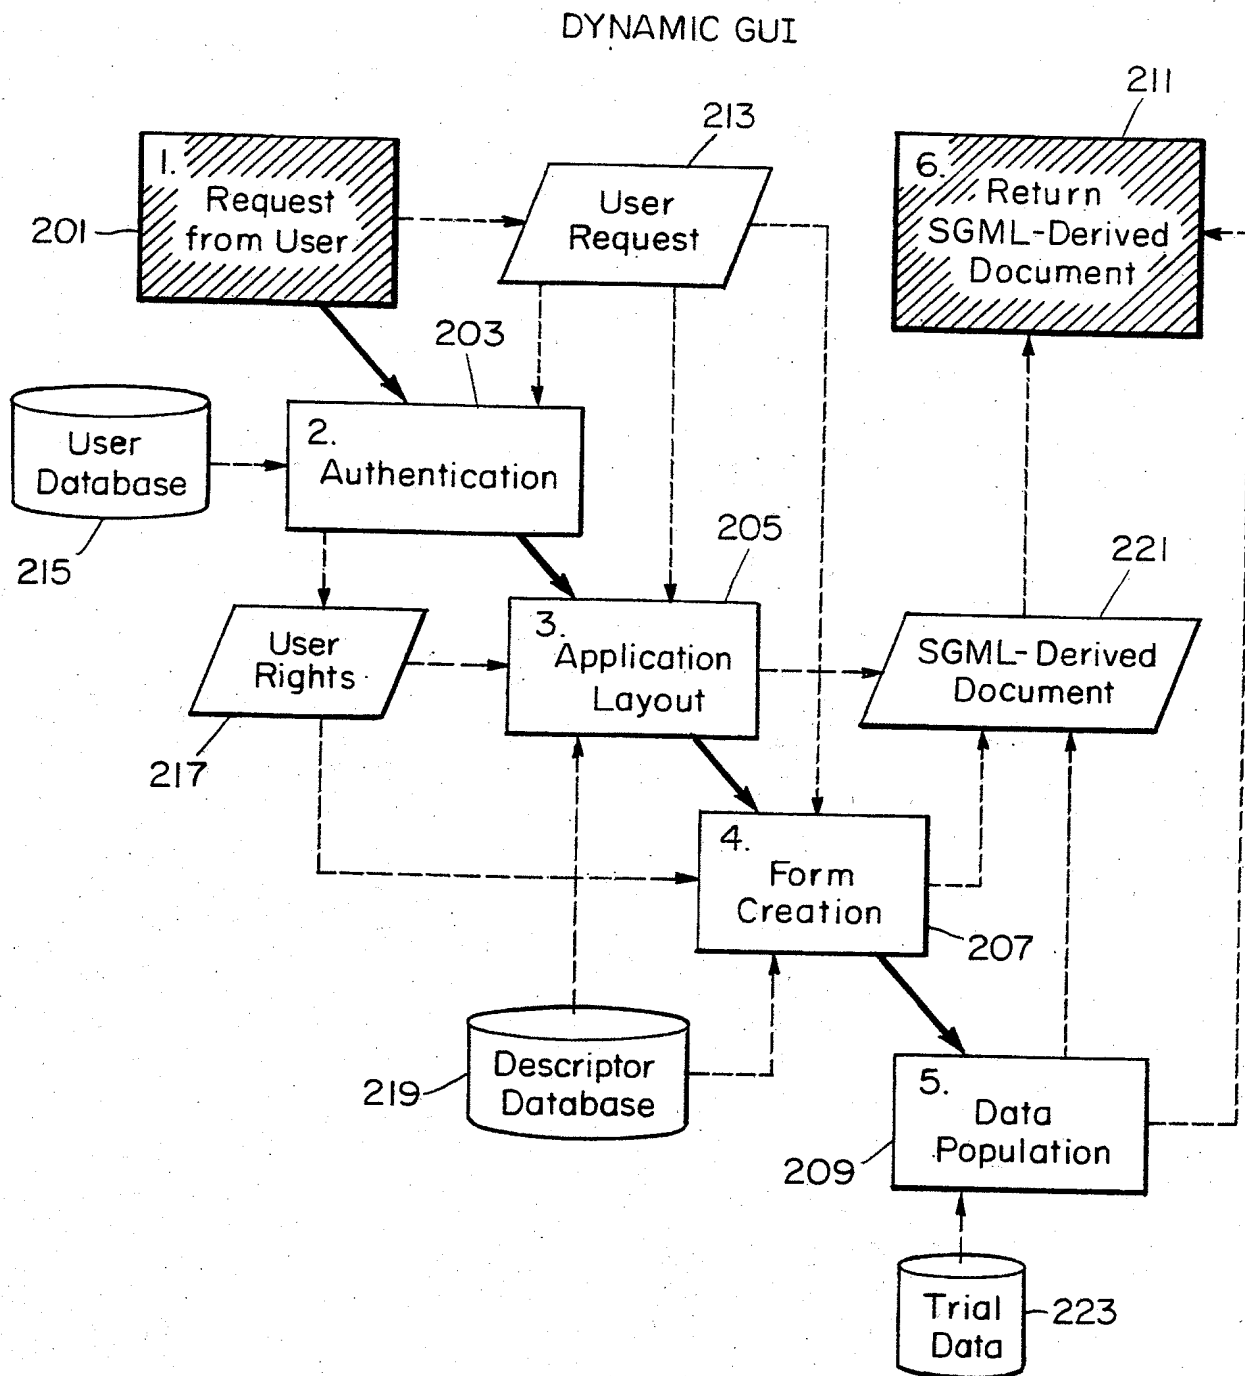 DYNAMIC GUI
211
213
1.
Request
from User
201
User
Request
6.
Return
SGML-Derived
Document
203
User
Database
215
2.
Authentication
205
221
User
Rights
217
3.
Application
Layout
SGML-Derived
Document
4.
Form
Creation
207
Descriptor
Database
219
5.
Data
Population
209
Trial
Data
223